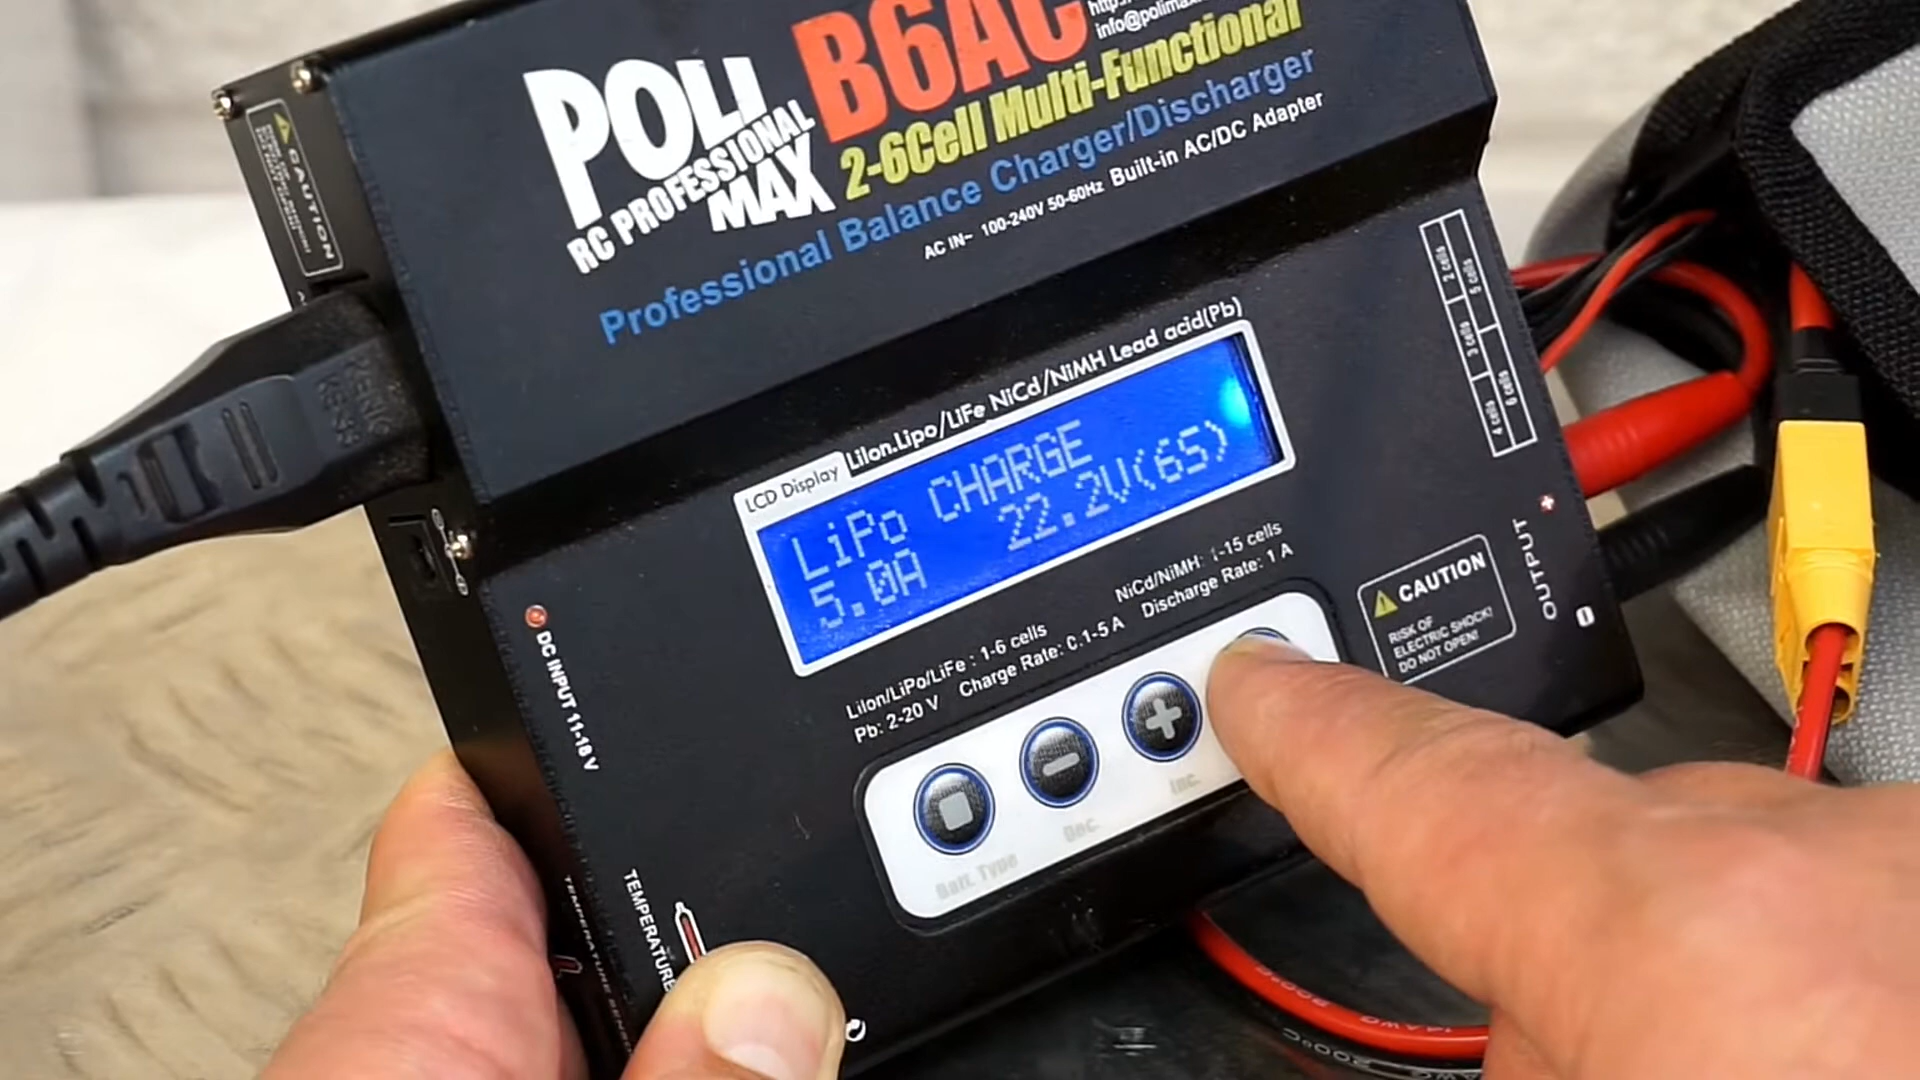 POLI
RC PROFESSIONAL
MAX
B6AC
info@polimax
2-6Cell Multi-Functional
Professional Balance Charger/Discharger
AC IN~ 100-240V 50-60Hz Built-in AC/DC Adapter
CAUTION
LCD Display
LiIon.Lipo/LiFe NiCd/NiMH Lead acid(Pb)
LiPo CHARGE
5.0A 22.2V(6S)
LiIon/LiPo/LiFe : 1-6 cells
NiCd/NiMH: 1-15 cells
Pb: 2-20 V
Charge Rate: 0.1-5 A
Discharge Rate: 1 A
Batt. Type
Dec.
Inc.
DC INPUT 11-18 V
TEMPERATURE
TEMPERATURE SENS
2 cells
3 cells
4 cells
5 cells
6 cells
OUTPUT
CAUTION
RISK OF
ELECTRIC SHOCK!
DO NOT OPEN!
14AWG